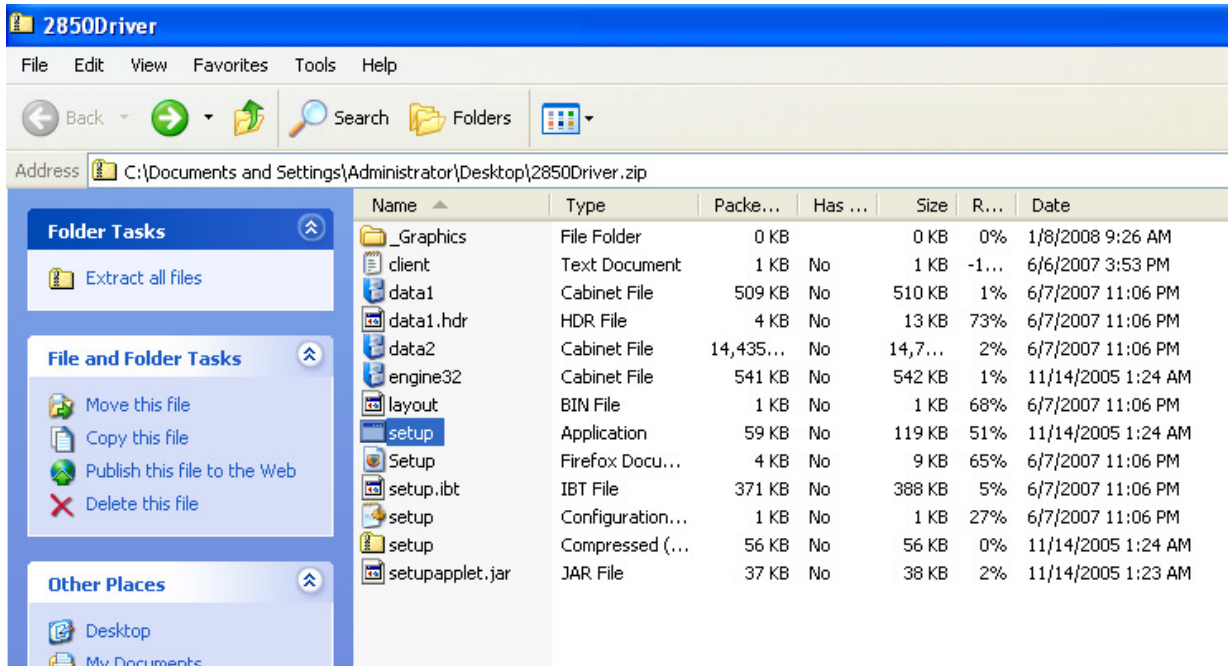 2850Driver
File Edit View Favorites Tools Help
Back Search Folders
Address C:\Documents and Settings\Administrator\Desktop\2850Driver.zip
Folder Tasks
Extract all files
File and Folder Tasks
Move this file
Copy this file
Publish this file to the Web
Delete this file
Other Places
Desktop
My Documents
Name Type Packe... Has ... Size R... Date
_Graphics File Folder 0 KB 0 KB 0% 1/8/2008 9:26 AM
client Text Document 1 KB No 1 KB -1... 6/6/2007 3:53 PM
data1 Cabinet File 509 KB No 510 KB 1% 6/7/2007 11:06 PM
data1.hdr HDR File 4 KB No 13 KB 73% 6/7/2007 11:06 PM
data2 Cabinet File 14,435... No 14,7... 2% 6/7/2007 11:06 PM
engine32 Cabinet File 541 KB No 542 KB 1% 11/14/2005 1:24 AM
layout BIN File 1 KB No 1 KB 68% 6/7/2007 11:06 PM
setup Application 59 KB No 119 KB 51% 11/14/2005 1:24 AM
Setup Firefox Docu... 4 KB No 9 KB 65% 6/7/2007 11:06 PM
setup.ibt IBT File 371 KB No 388 KB 5% 6/7/2007 11:06 PM
setup Configuration... 1 KB No 1 KB 27% 6/7/2007 11:06 PM
setup Compressed (... 56 KB No 56 KB 0% 11/14/2005 1:24 AM
setupapplet.jar JAR File 37 KB No 38 KB 2% 11/14/2005 1:23 AM